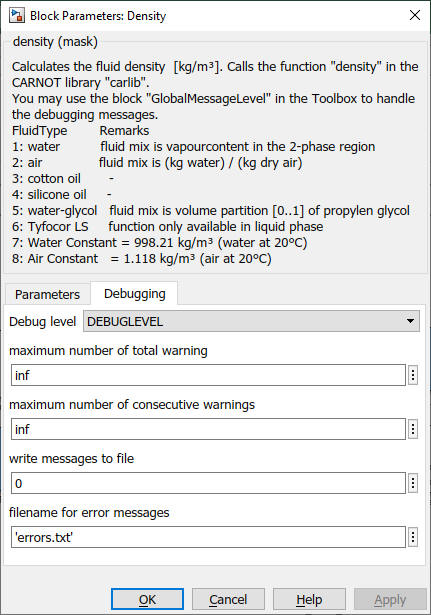 Block Parameters: Density
density (mask)
Calculates the fluid density [kg/m³]. Calls the function "density" in the
CARNOT library "carlib".
You may use the block "GlobalMessageLevel" in the Toolbox to handle
the debugging messages.
FluidType Remarks
1: water fluid mix is vapourcontent in the 2-phase region
2: air fluid mix is (kg water) / (kg dry air)
3: cotton oil -
4: silicone oil -
5: water-glycol fluid mix is volume partition [0..1] of propylen glycol
6: Tyfocor LS function only available in liquid phase
7: Water Constant = 998.21 kg/m³ (water at 20ºC)
8: Air Constant = 1.118 kg/m³ (air at 20ºC)
Parameters Debugging
Debug level DEBUGLEVEL
maximum number of total warning
inf
maximum number of consecutive warnings
inf
write messages to file
0
filename for error messages
'errors.txt'
OK Cancel Help Apply